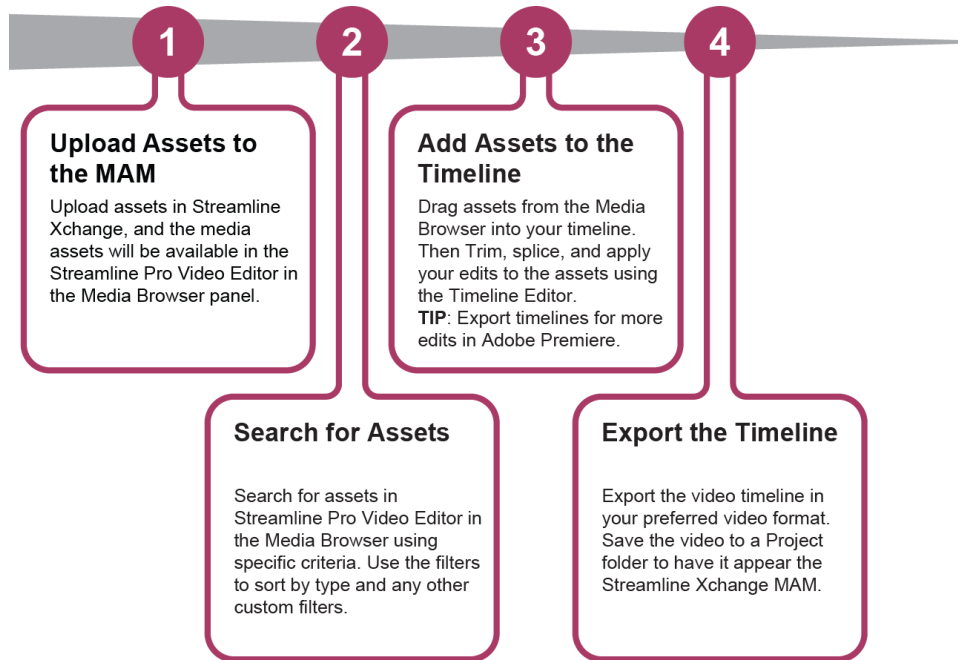 1
Upload Assets to
the MAM
Upload assets in Streamline
Xchange, and the media
assets will be available in the
Streamline Pro Video Editor in
the Media Browser panel.
2
Search for Assets
Search for assets in
Streamline Pro Video Editor in
the Media Browser using
specific criteria. Use the filters
to sort by type and any other
custom filters.
3
Add Assets to the
Timeline
Drag assets from the Media
Browser into your timeline.
Then Trim, splice, and apply
your edits to the assets using
the Timeline Editor.
TIP: Export timelines for more
edits in Adobe Premiere.
4
Export the Timeline
Export the video timeline in
your preferred video format.
Save the video to a Project
folder to have it appear the
Streamline Xchange MAM.